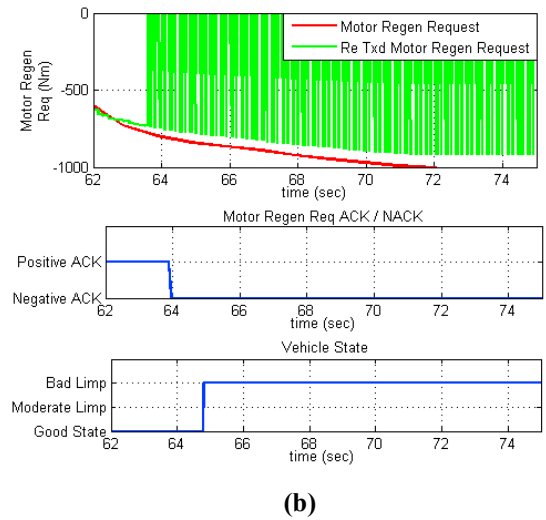 Motor Regen Request
Re Txd Motor Regen Request
Motor Regen
Req (Nm)
0
-500
-1000
62 64 66 68 70 72 74
time (sec)
Motor Regen Req ACK / NACK
Positive ACK
Negative ACK
62 64 66 68 70 72 74
time (sec)
Vehicle State
Bad Limp
Moderate Limp
Good State
62 64 66 68 70 72 74
time (sec)
(b)